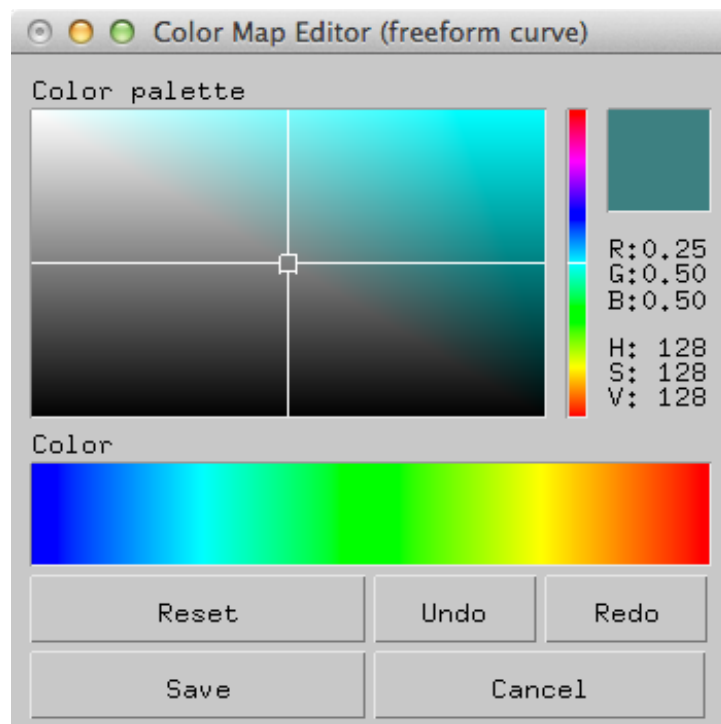 Color Map Editor (freeform curve)
Color palette
R:0.25
G:0.50
B:0.50
H: 128
S: 128
V: 128
Color
Reset Undo Redo
Save Cancel